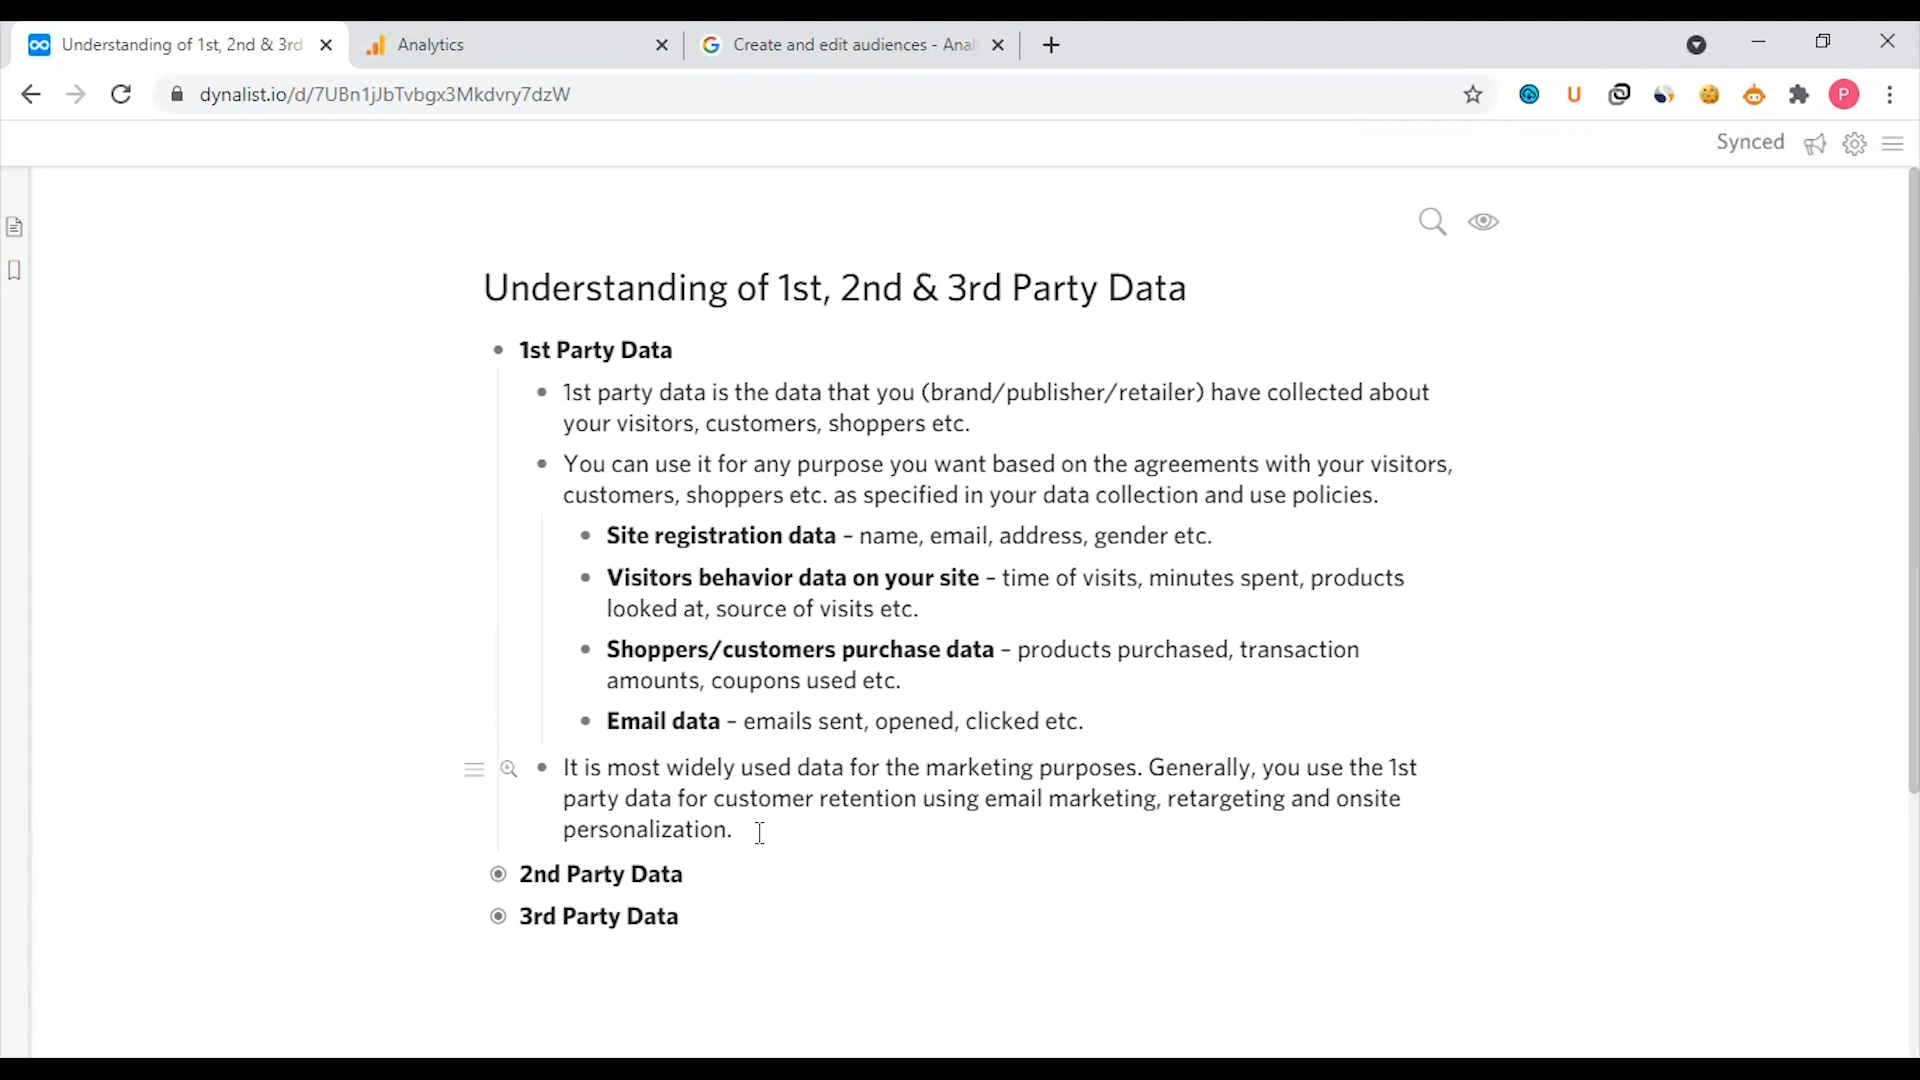 Understanding of 1st, 2nd & 3rd
Analytics
Create and edit audiences - Anal
dynalist.io/d/7UBn1jJbTvbgx3Mkdvry7dzW
U
P
Synced
Understanding of 1st, 2nd & 3rd Party Data
1st Party Data
1st party data is the data that you (brand/publisher/retailer) have collected about
your visitors, customers, shoppers etc.
You can use it for any purpose you want based on the agreements with your visitors,
customers, shoppers etc. as specified in your data collection and use policies.
Site registration data – name, email, address, gender etc.
Visitors behavior data on your site – time of visits, minutes spent, products
looked at, source of visits etc.
Shoppers/customers purchase data – products purchased, transaction
amounts, coupons used etc.
Email data – emails sent, opened, clicked etc.
It is most widely used data for the marketing purposes. Generally, you use the 1st
party data for customer retention using email marketing, retargeting and onsite
personalization.
2nd Party Data
3rd Party Data